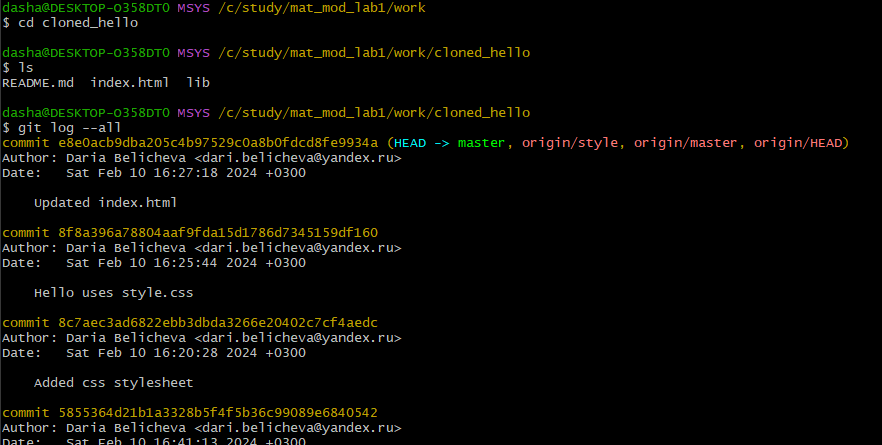 dasha@DESKTOP-O358DT0 MSYS /c/study/mat_mod_lab1/work
$ cd cloned_hello
dasha@DESKTOP-O358DT0 MSYS /c/study/mat_mod_lab1/work/cloned_hello
$ ls
README.md  index.html  lib
dasha@DESKTOP-O358DT0 MSYS /c/study/mat_mod_lab1/work/cloned_hello
$ git log --all
commit e8e0acb9dba205c4b97529c0a8b0fdcd8fe9934a (HEAD -> master, origin/style, origin/master, origin/HEAD)
Author: Daria Belicheva <dari.belicheva@yandex.ru>
Date:   Sat Feb 10 16:27:18 2024 +0300
Updated index.html
commit 8f8a396a78804aaf9fda15d1786d7345159df160
Author: Daria Belicheva <dari.belicheva@yandex.ru>
Date:   Sat Feb 10 16:25:44 2024 +0300
Hello uses style.css
commit 8c7aec3ad6822ebb3dbda3266e20402c7cf4aedc
Author: Daria Belicheva <dari.belicheva@yandex.ru>
Date:   Sat Feb 10 16:20:28 2024 +0300
Added css stylesheet
commit 5855364d21b1a3328b5f4f5b36c99089e6840542
Author: Daria Belicheva <dari.belicheva@yandex.ru>
Date:   Sat Feb 10 16:41:13 2024 +0300